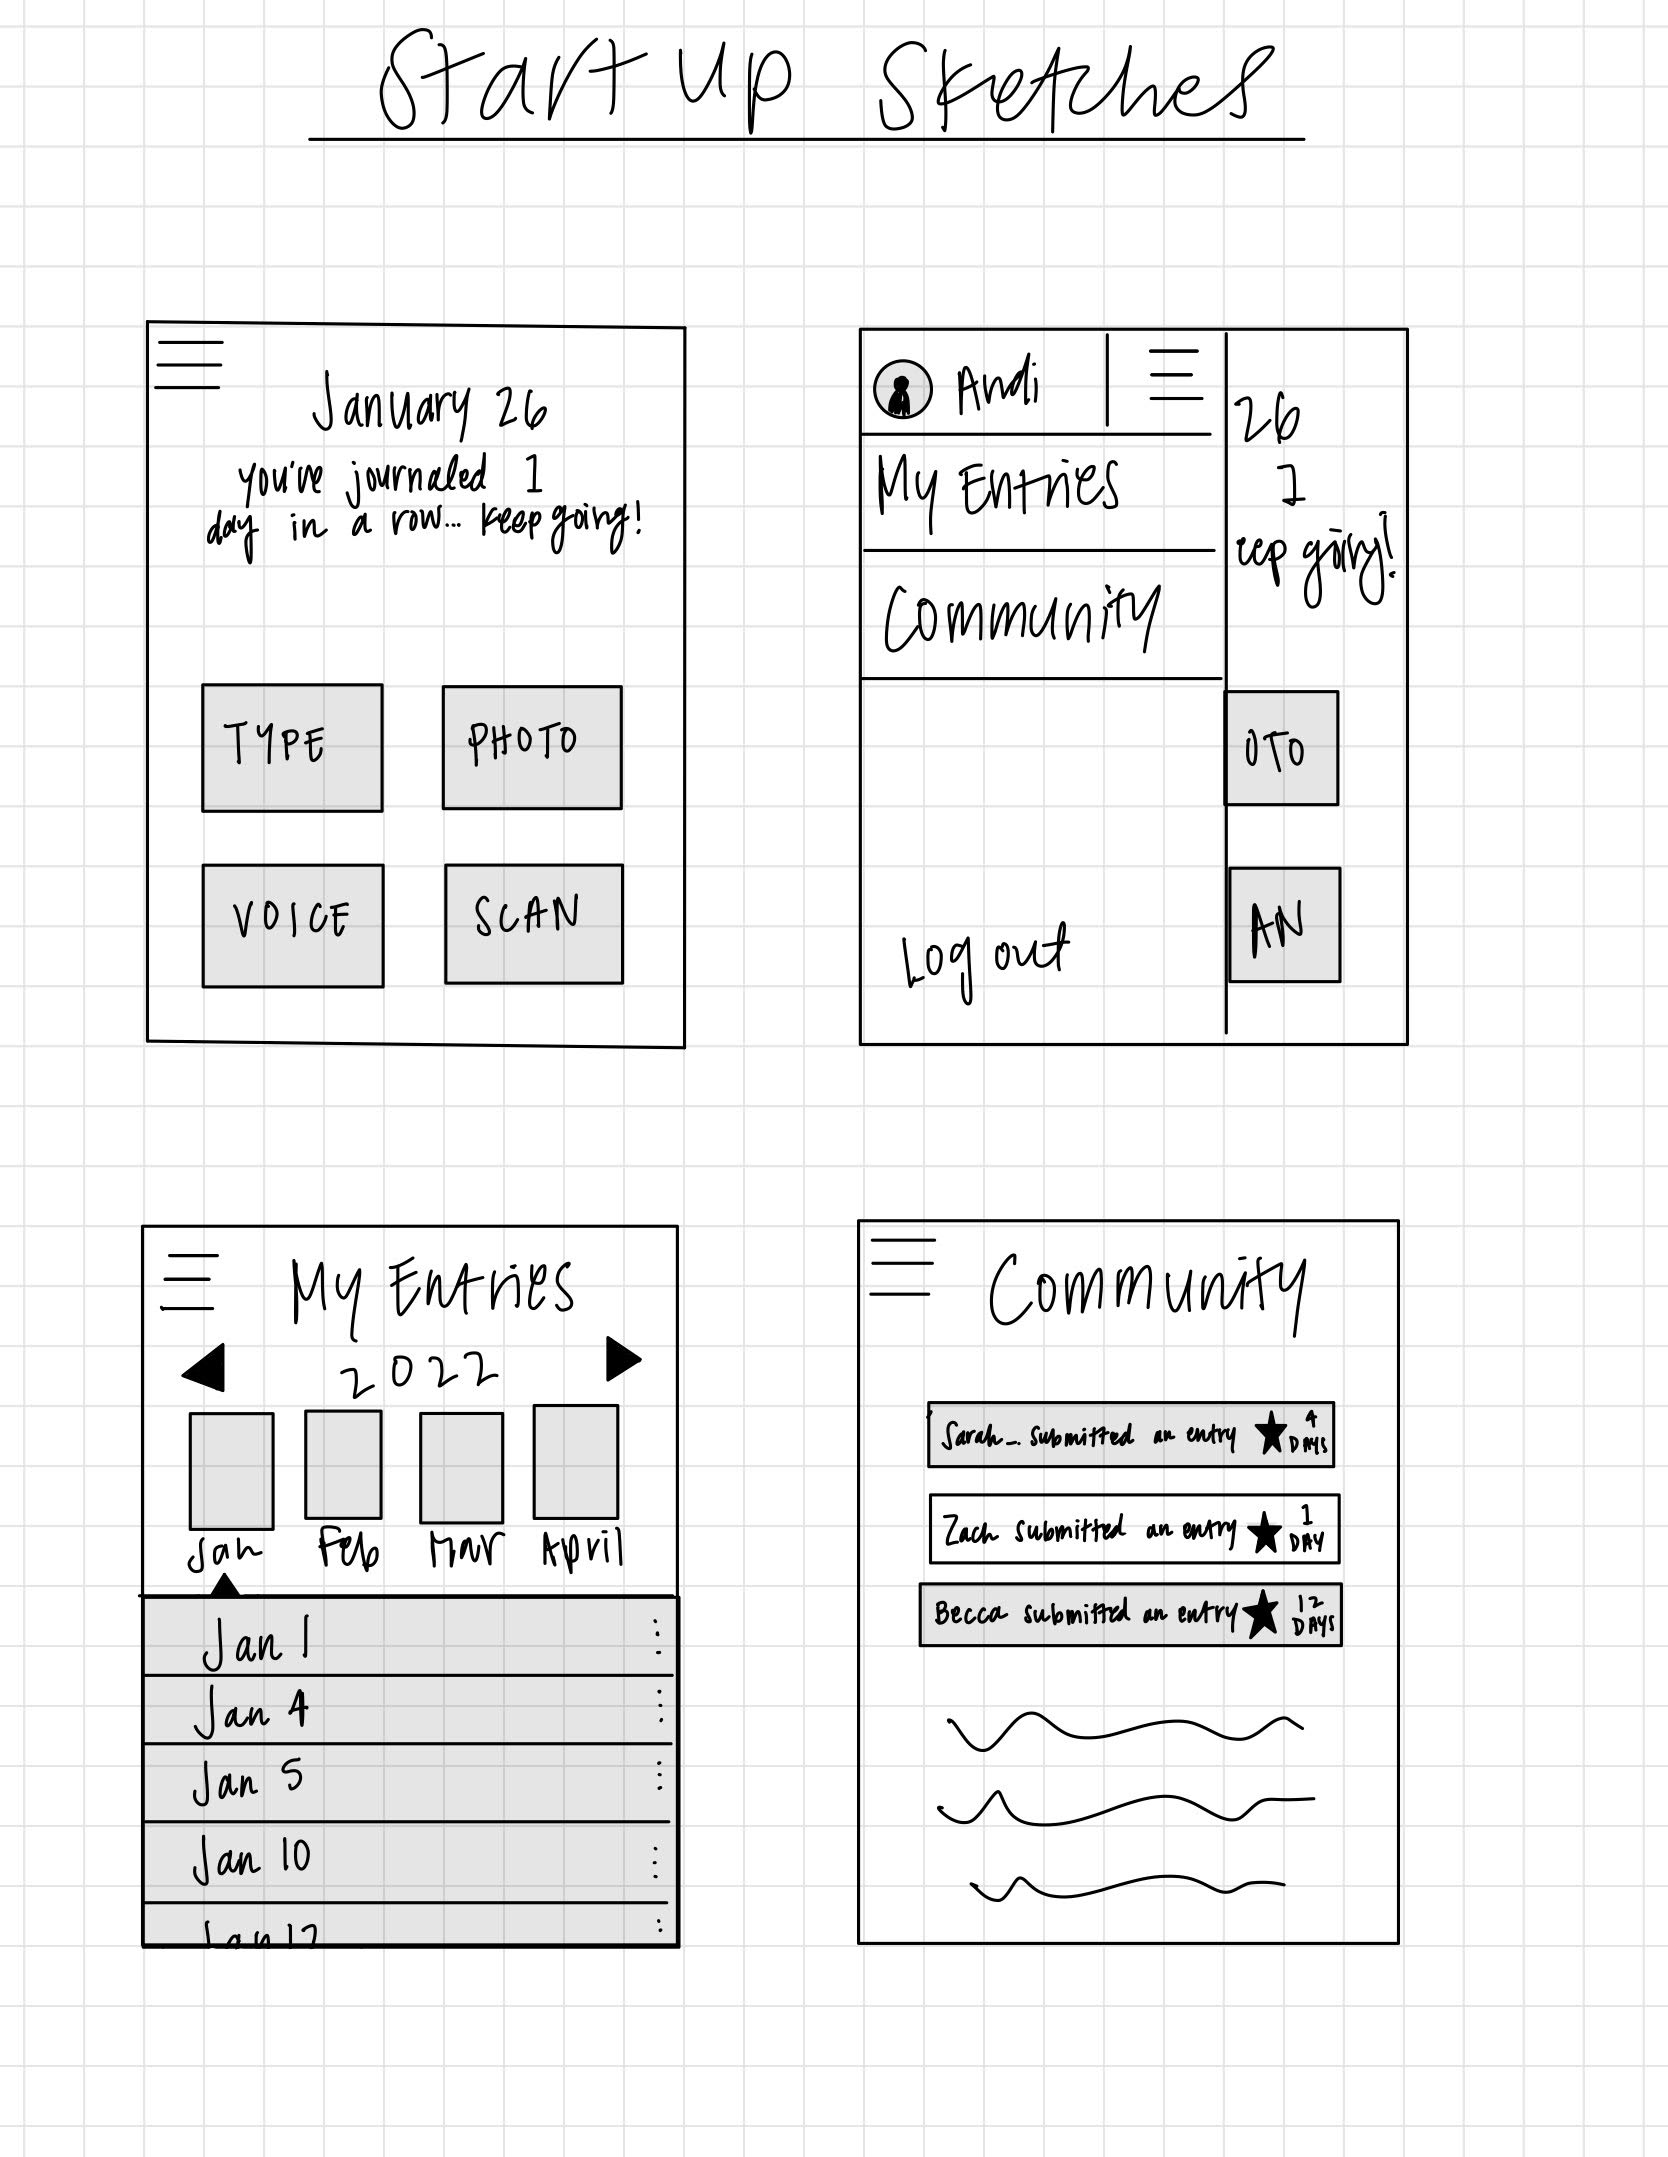 Start up Sketches
January 26
you've journaled 1
day in a row... keep going!
TYPE
PHOTO
VOICE
SCAN
Andi
26
My Entries
1
eep going!
Community
OTO
AN
Log out
My Entries
2022
Jan
Feb
Mar
April
Jan 1
Jan 4
Jan 5
Jan 10
Jan 12
Community
Sarah... submitted an entry ★ 4 DAYS
Zach submitted an entry ★ 1 DAY
Becca submitted an entry ★ 12 DAYS